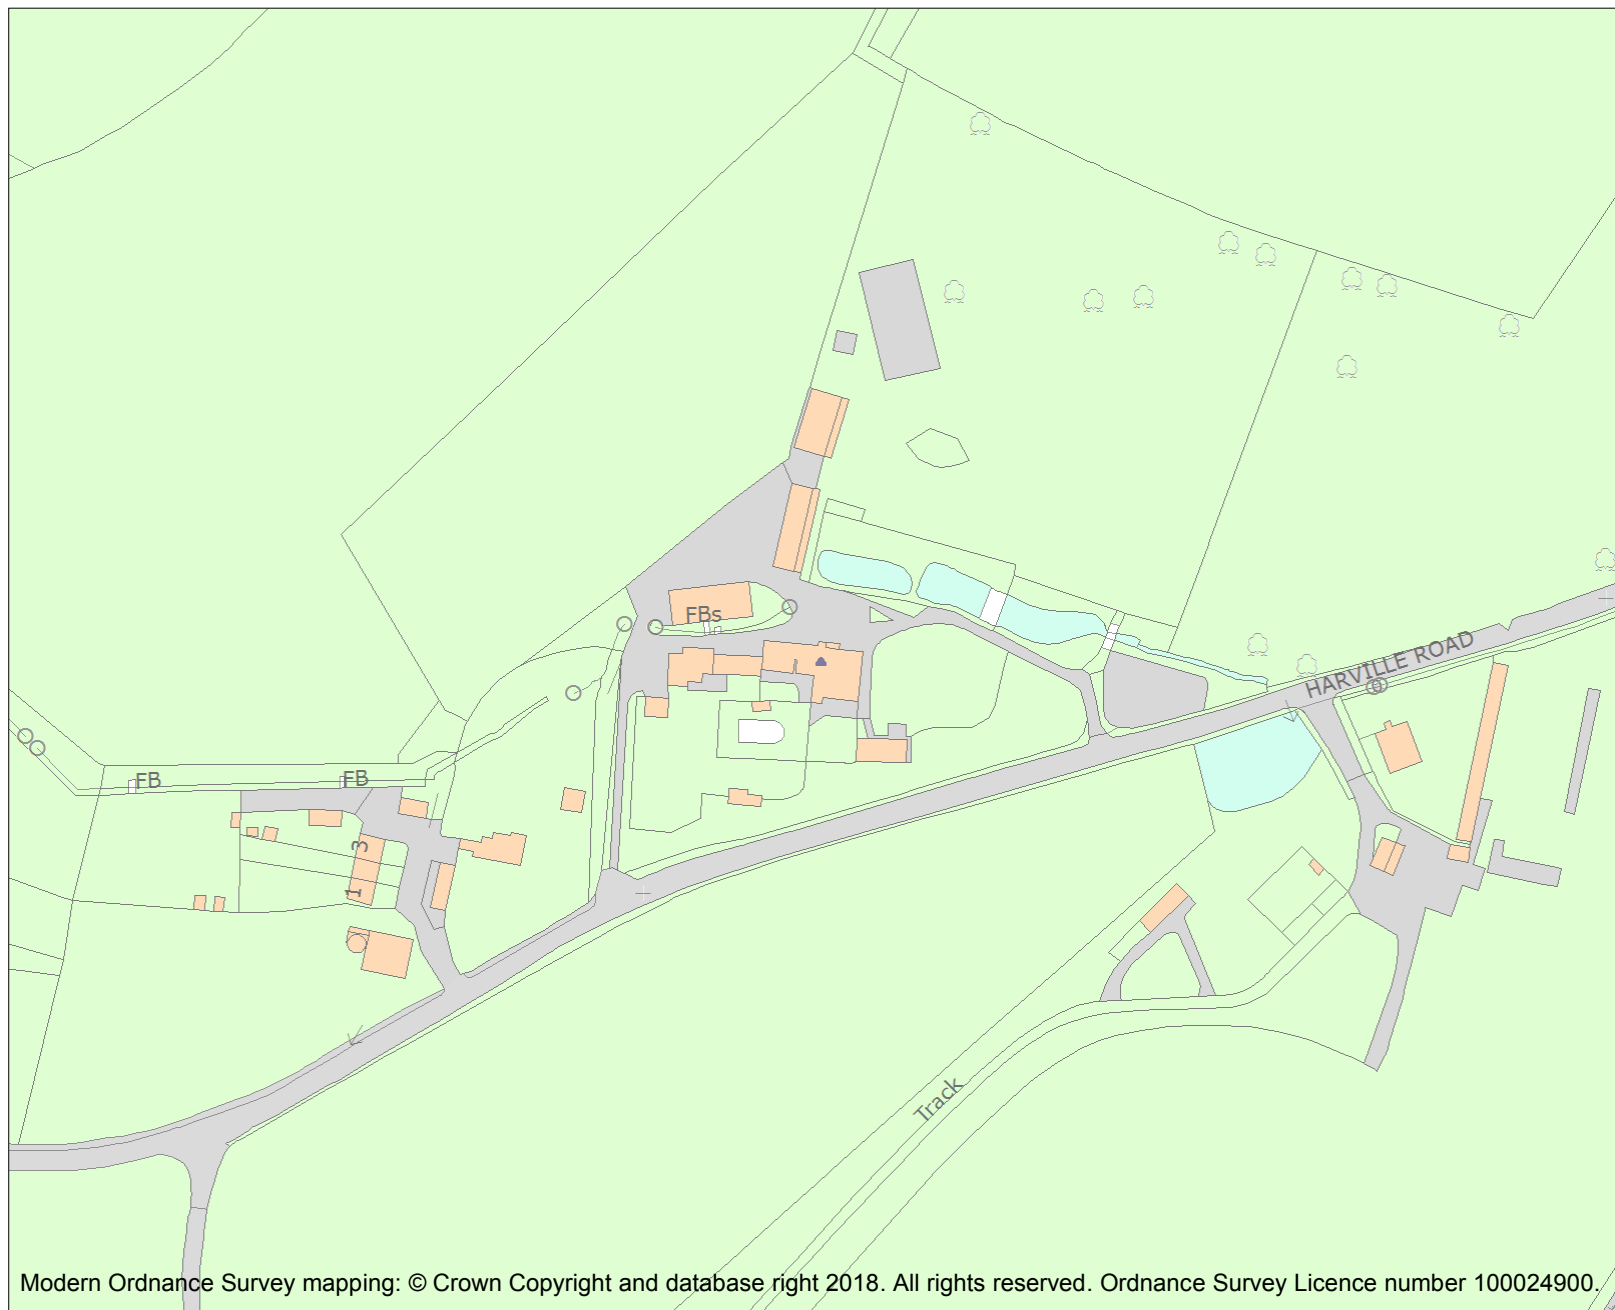 FBs
HARVILLE ROAD
FB
FB
3
1
Track
Modern Ordnance Survey mapping: © Crown Copyright and database right 2018. All rights reserved. Ordnance Survey Licence number 100024900.